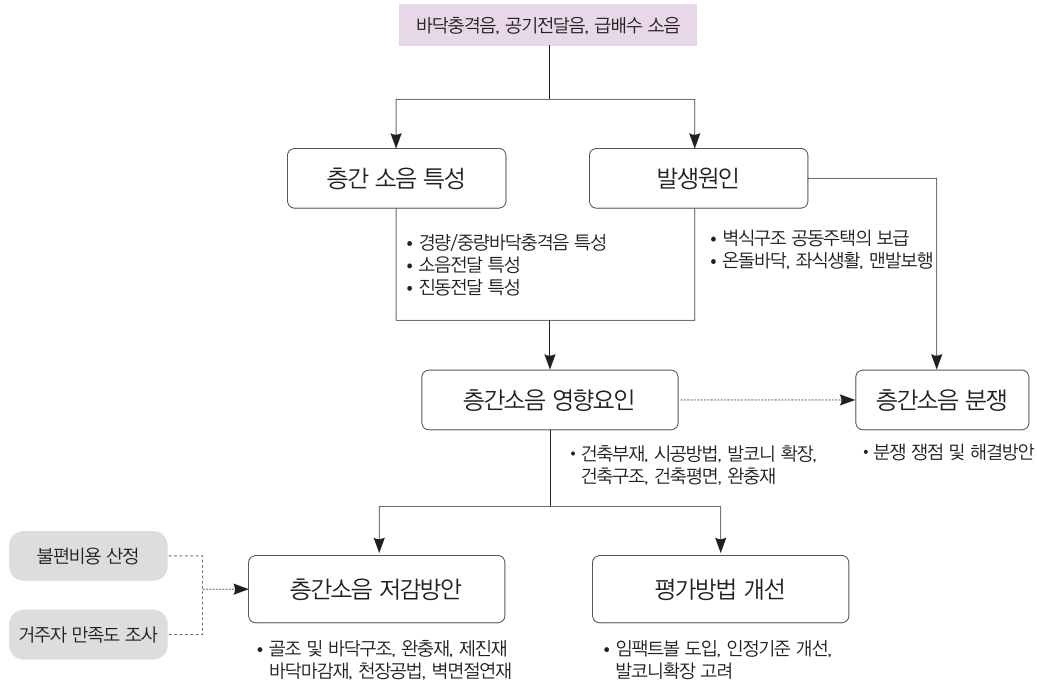 바닥충격음, 공기전달음, 급배수 소음
층간 소음 특성
발생원인
• 경량/중량바닥충격음 특성
• 소음전달 특성
• 진동전달 특성
• 벽식구조 공동주택의 보급
• 온돌바닥, 좌식생활, 맨발보행
층간소음 영향요인
층간소음 분쟁
• 건축부재, 시공방법, 발코니 확장,
건축구조, 건축평면, 완충재
• 분쟁 쟁점 및 해결방안
불편비용 산정
거주자 만족도 조사
층간소음 저감방안
평가방법 개선
• 골조 및 바닥구조, 완충재, 제진재
바닥마감재, 천장공법, 벽면절연재
• 임팩트볼 도입, 인정기준 개선,
발코니확장 고려